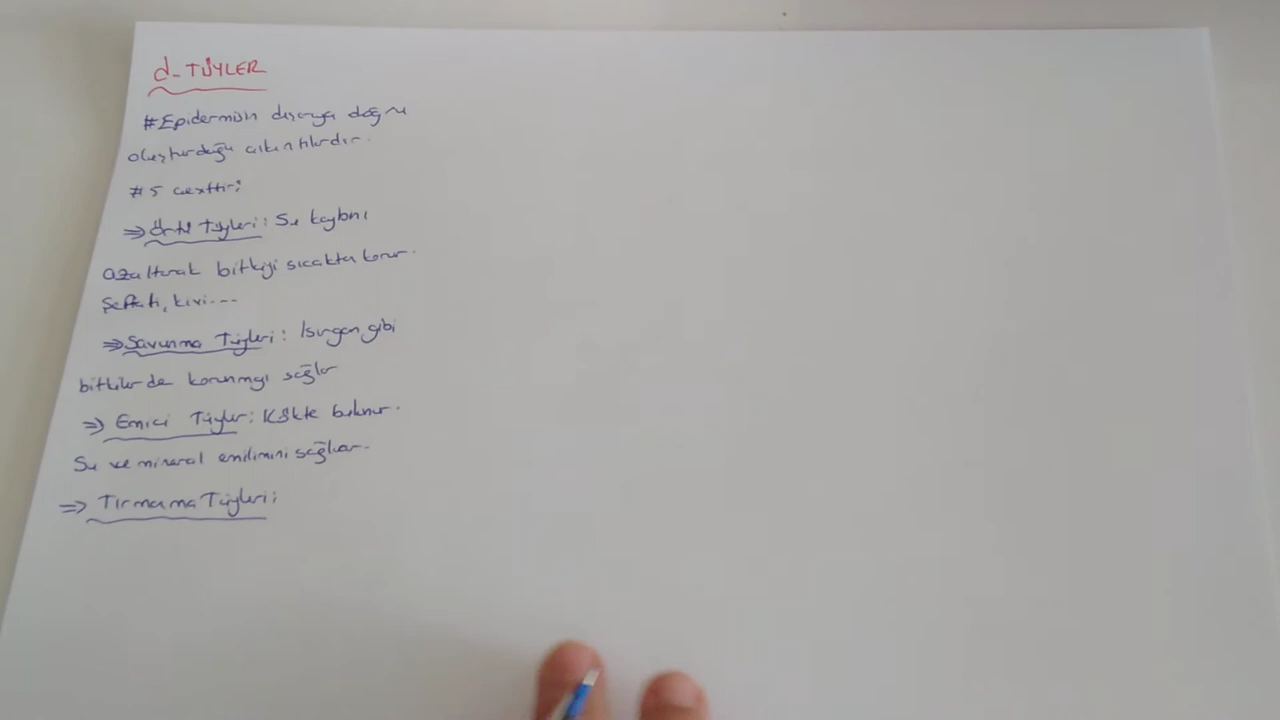 d- TÜYLER
#Epidermisin dışarıya doğru
oluşturduğu çıkıntılardır.
# 5 çeşittir;
⇒ Örtü Tüyleri: Su kaybını
azaltarak bitkiyi sıcaktan korur.
Şeftali, kivi...
⇒ Savunma Tüyleri: Isırgan gibi
bitkilerde korunmayı sağlar
⇒ Emici Tüyler: Kökte bulunur.
Su ve mineral emilimini sağlar.
⇒ Tırmanma Tüyleri: